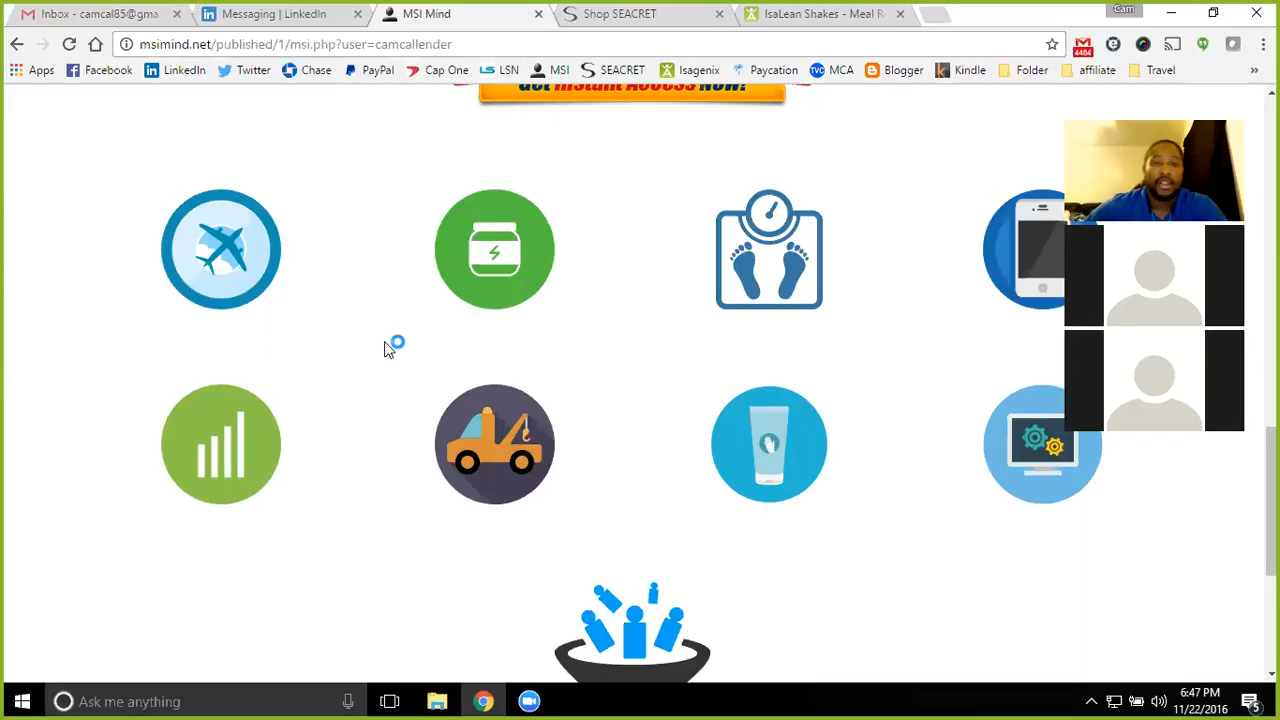 Inbox - camcal85@gma
Messaging | LinkedIn
MSI Mind
Shop SEACRET
IsaLean Shakes - Meal R
Cam
msimind.net/published/1/msi.php?user=camcallender
4484
Apps
Facebook
LinkedIn
Twitter
Chase
PayPal
Cap One
LSN
MSI
SEACRET
Isagenix
Paycation
MCA
Blogger
Kindle
Folder
affiliate
Travel
Get Instant Access Now!
Ask me anything
6:47 PM
11/22/2016
5